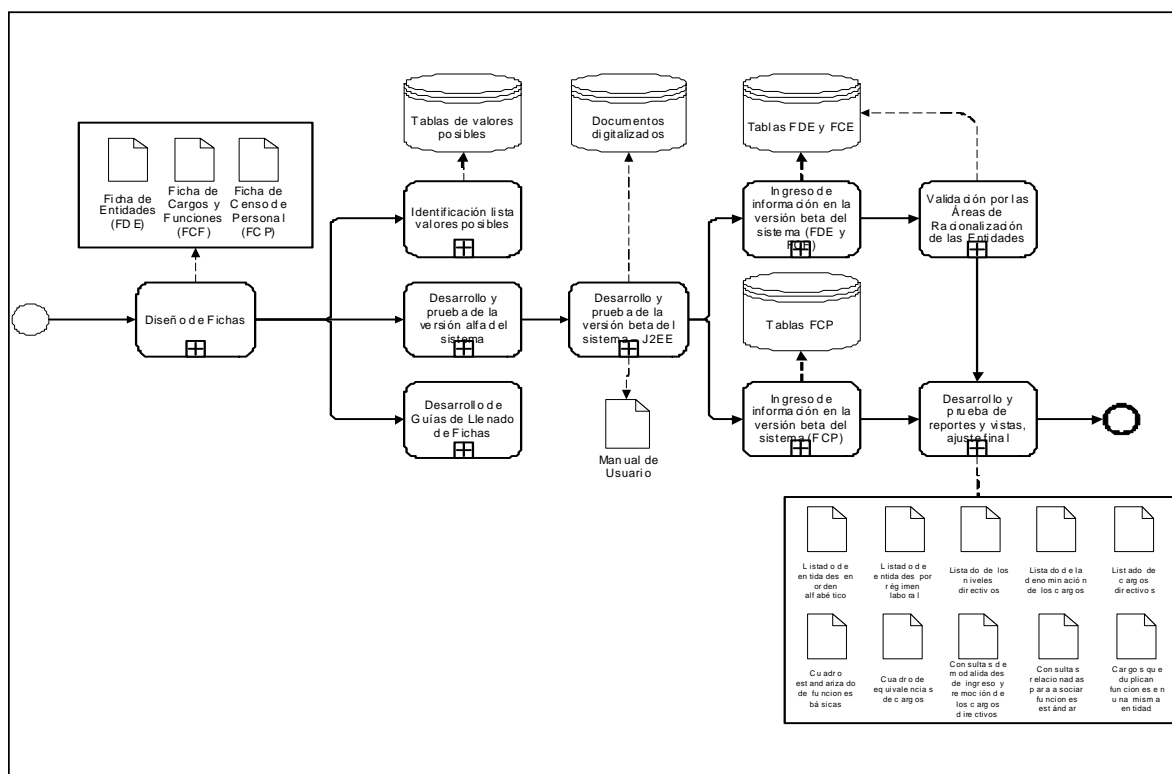 Tablas de valores
posibles
Documentos
digitalizados
Tablas FDE y FCE
Ficha de
Entidades
(FDE)
Ficha de
Cargos y
Funciones
(FCF)
Ficha de
Censo de
Personal
(FCP)
Identificación lista
valores posibles
Ingreso de
información en la
versión beta del
sistema (FDE y
Validación por las
Áreas de
Racionalización
de las Entidades
Diseño de Fichas
Desarrollo y
prueba de la
versión alfa del
sistema
Desarrollo y
prueba de la
versión beta del
sistema – J2EE
Tablas FCP
Desarrollo de
Guías de Llenado
de Fichas
Manual de
Usuario
Ingreso de
información en la
versión beta del
sistema (FCP)
Desarrollo y
prueba de
reportes y vistas,
ajuste final
Listado de
entidades en
orden
alfabético
Listado de
entidades por
régimen
laboral
Listado de los
niveles
directivos
Listado de la
denominación
de los cargos
Listado de
cargos
directivos
Cuadro
estandarizado
de funciones
básicas
Cuadro de
equivalencias
de cargos
Consultas de
modalidades
de ingreso y
remoción de
los cargos
directivos
Consultas
relacionadas
para asociar
funciones
estándar
Cargos que
duplican
funciones en
una misma
entidad